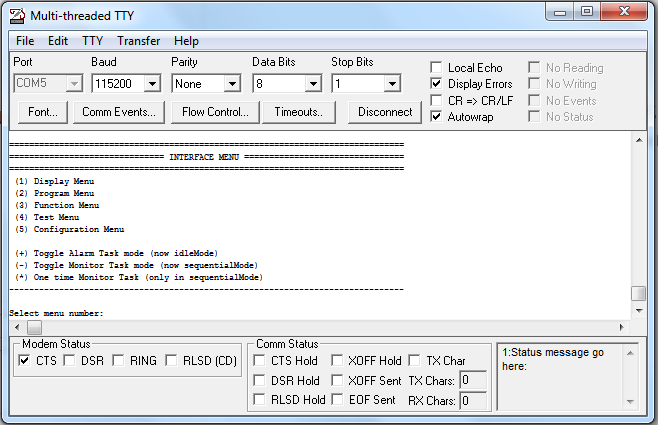 Multi-threaded TTY
File Edit TTY Transfer Help
Port Baud Parity Data Bits Stop Bits
COM5 115200 None 8 1
Local Echo No Reading
Display Errors No Writing
CR => CR/LF No Events
Autowrap No Status
Font... Comm Events... Flow Control... Timeouts.. Disconnect
================================================================================
=============================== INTERFACE MENU =================================
================================================================================
(1) Display Menu
(2) Program Menu
(3) Function Menu
(4) Test Menu
(5) Configuration Menu
(+) Toggle Alarm Task mode (now idleMode)
(-) Toggle Monitor Task mode (now sequentialMode)
(*) One time Monitor Task (only in sequentialMode)
--------------------------------------------------------------------------------
Select menu number:
Modem Status
CTS DSR RING RLSD (CD)
Comm Status
CTS Hold XOFF Hold TX Char
DSR Hold XOFF Sent TX Chars: 0
RLSD Hold EOF Sent RX Chars: 0
1:Status message go
here: